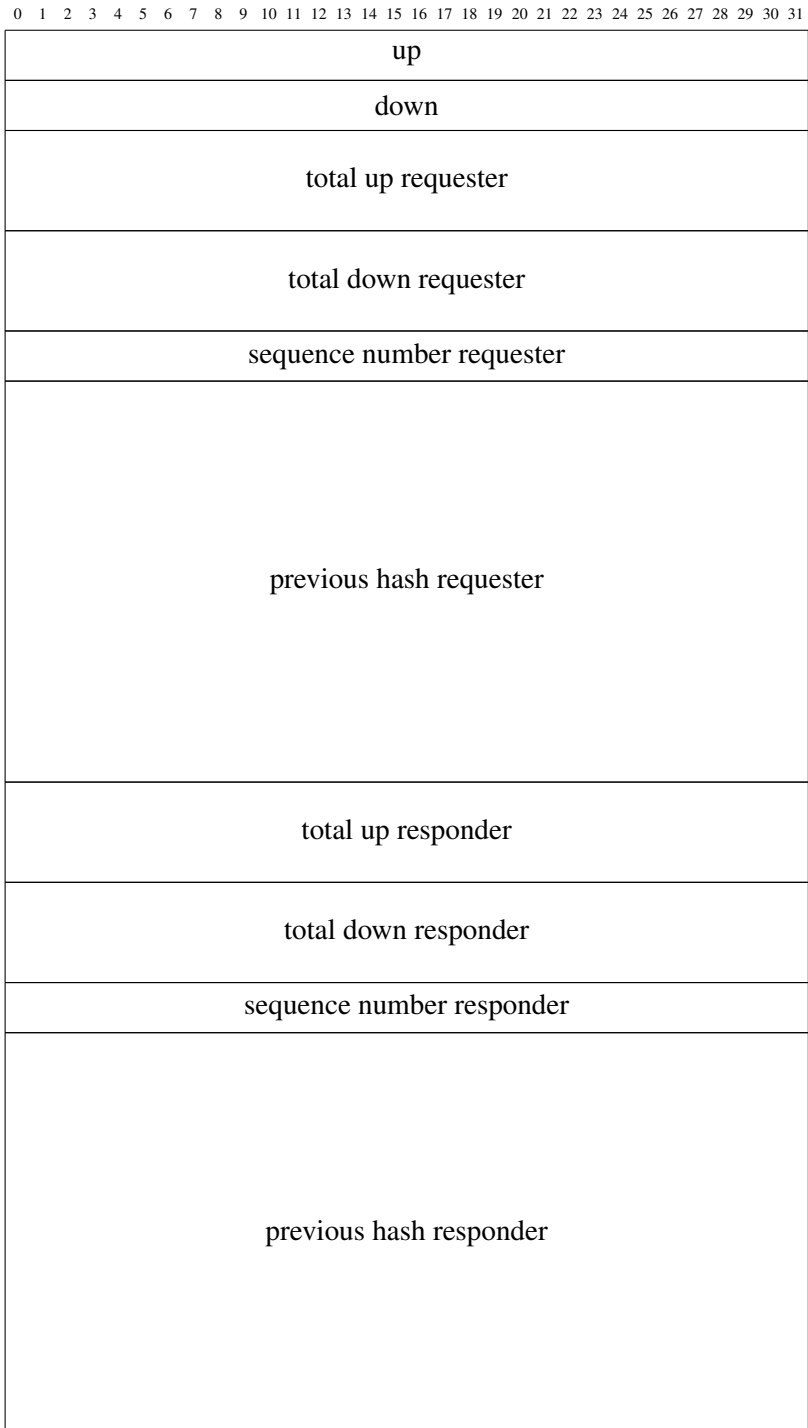 0 1 2 3 4 5 6 7 8 9 10 11 12 13 14 15 16 17 18 19 20 21 22 23 24 25 26 27 28 29 30 31
up
down
total up requester
total down requester
sequence number requester
previous hash requester
total up responder
total down responder
sequence number responder
previous hash responder